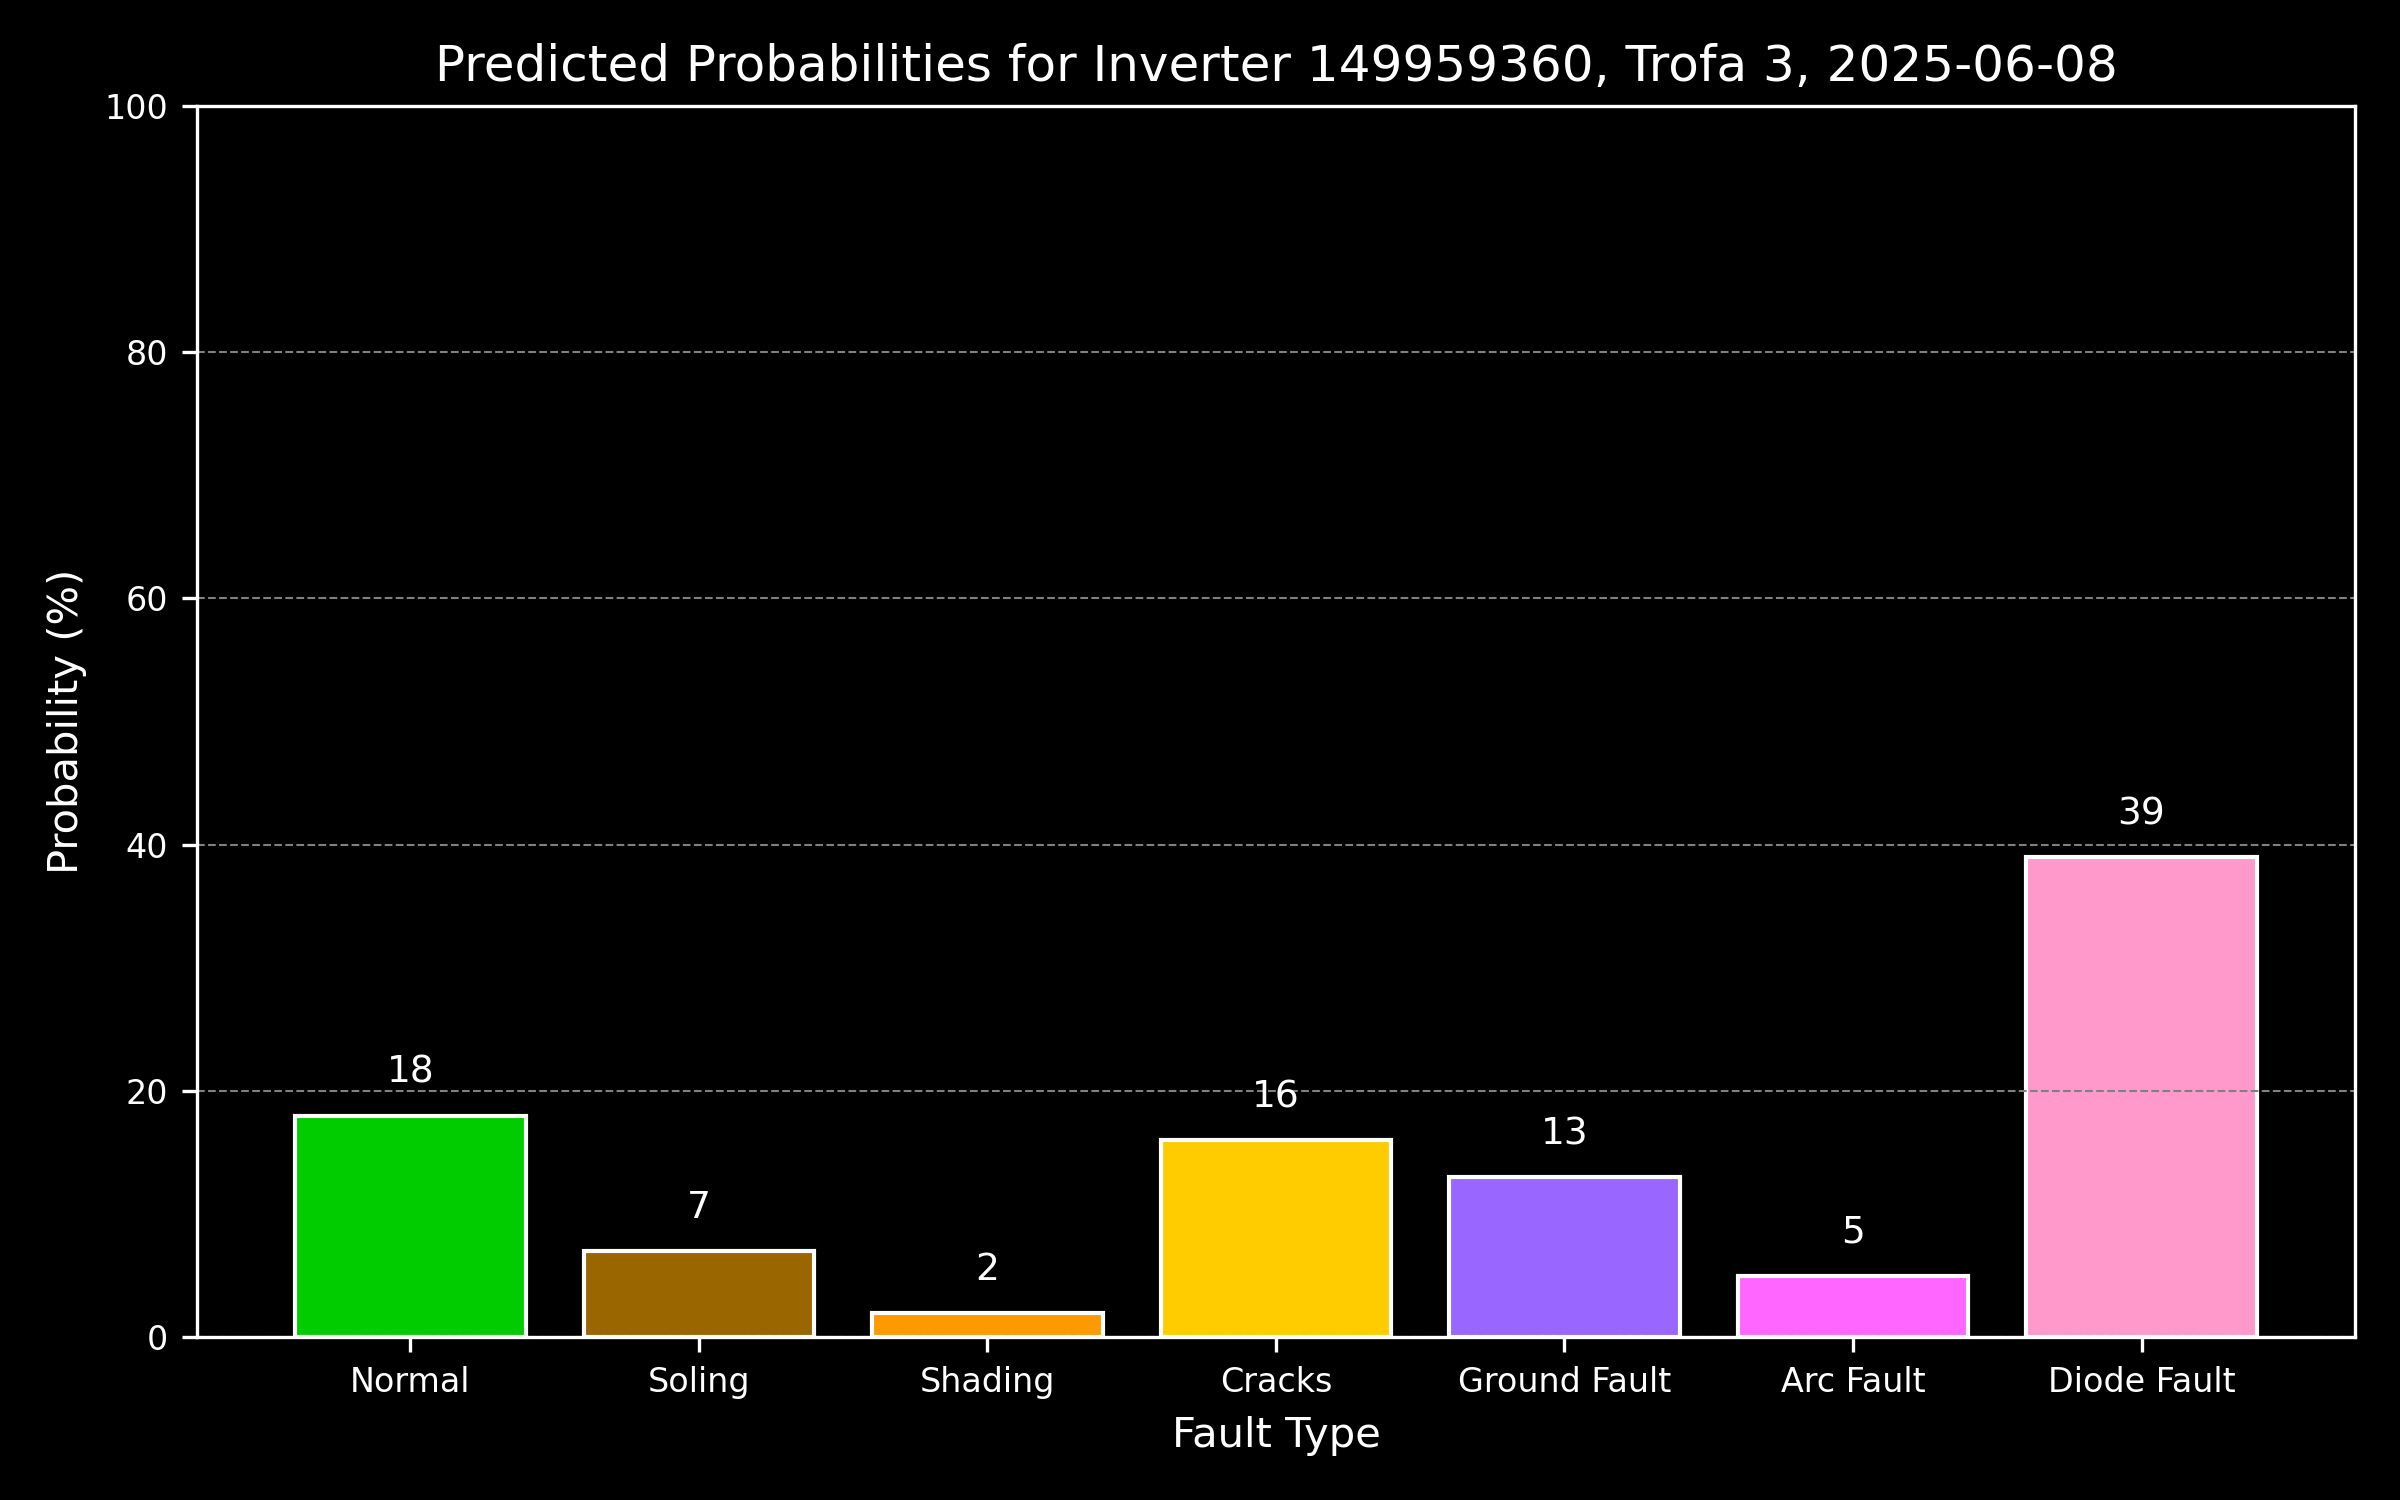 Predicted Probabilities for Inverter 149959360, Trofa 3, 2025-06-08
100
80
60
40
20
0
Probability (%)
18
7
2
16
13
5
39
Normal
Soling
Shading
Cracks
Ground Fault
Arc Fault
Diode Fault
Fault Type